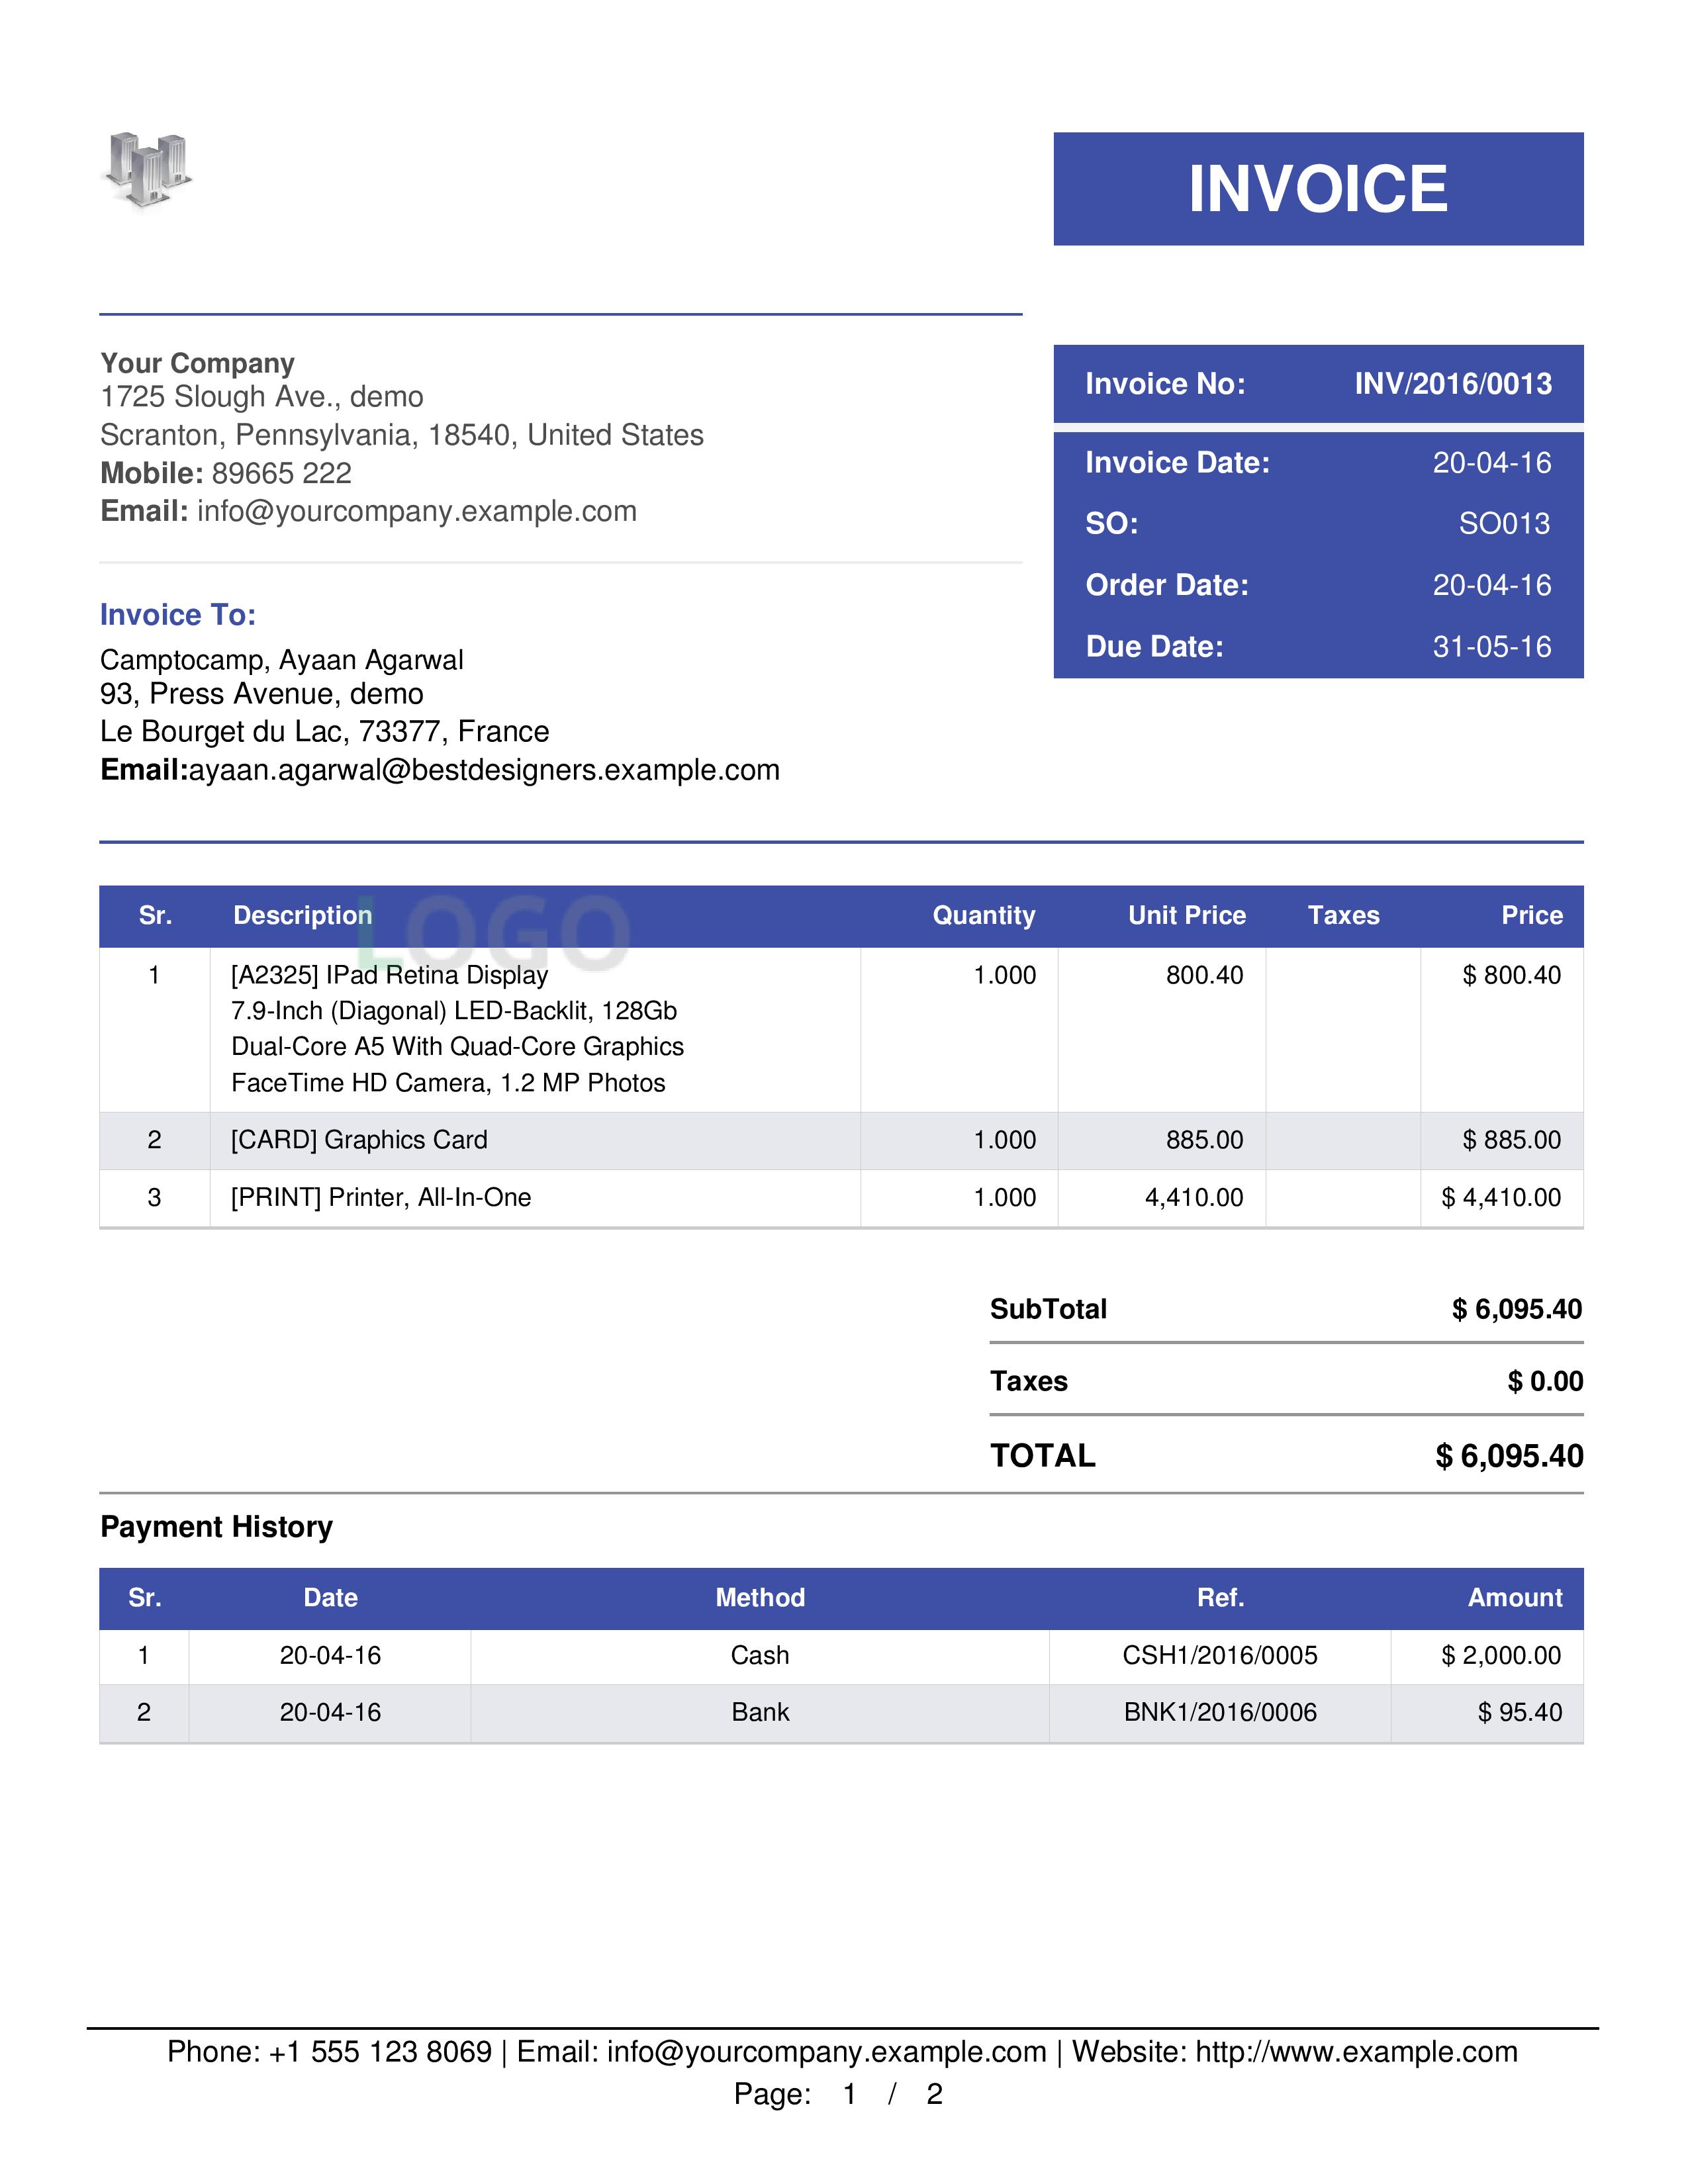 INVOICE
Your Company
1725 Slough Ave., demo
Scranton, Pennsylvania, 18540, United States
Mobile: 89665 222
Email: info@yourcompany.example.com
Invoice No: INV/2016/0013
Invoice Date: 20-04-16
SO: SO013
Order Date: 20-04-16
Due Date: 31-05-16
Invoice To:
Camptocamp, Ayaan Agarwal
93, Press Avenue, demo
Le Bourget du Lac, 73377, France
Email:ayaan.agarwal@bestdesigners.example.com
LOGO
Sr. Description Quantity Unit Price Taxes Price
1 [A2325] IPad Retina Display 1.000 800.40 $ 800.40
7.9-Inch (Diagonal) LED-Backlit, 128Gb
Dual-Core A5 With Quad-Core Graphics
FaceTime HD Camera, 1.2 MP Photos
2 [CARD] Graphics Card 1.000 885.00 $ 885.00
3 [PRINT] Printer, All-In-One 1.000 4,410.00 $ 4,410.00
SubTotal $ 6,095.40
Taxes $ 0.00
TOTAL $ 6,095.40
Payment History
Sr. Date Method Ref. Amount
1 20-04-16 Cash CSH1/2016/0005 $ 2,000.00
2 20-04-16 Bank BNK1/2016/0006 $ 95.40
Phone: +1 555 123 8069 | Email: info@yourcompany.example.com | Website: http://www.example.com
Page: 1 / 2